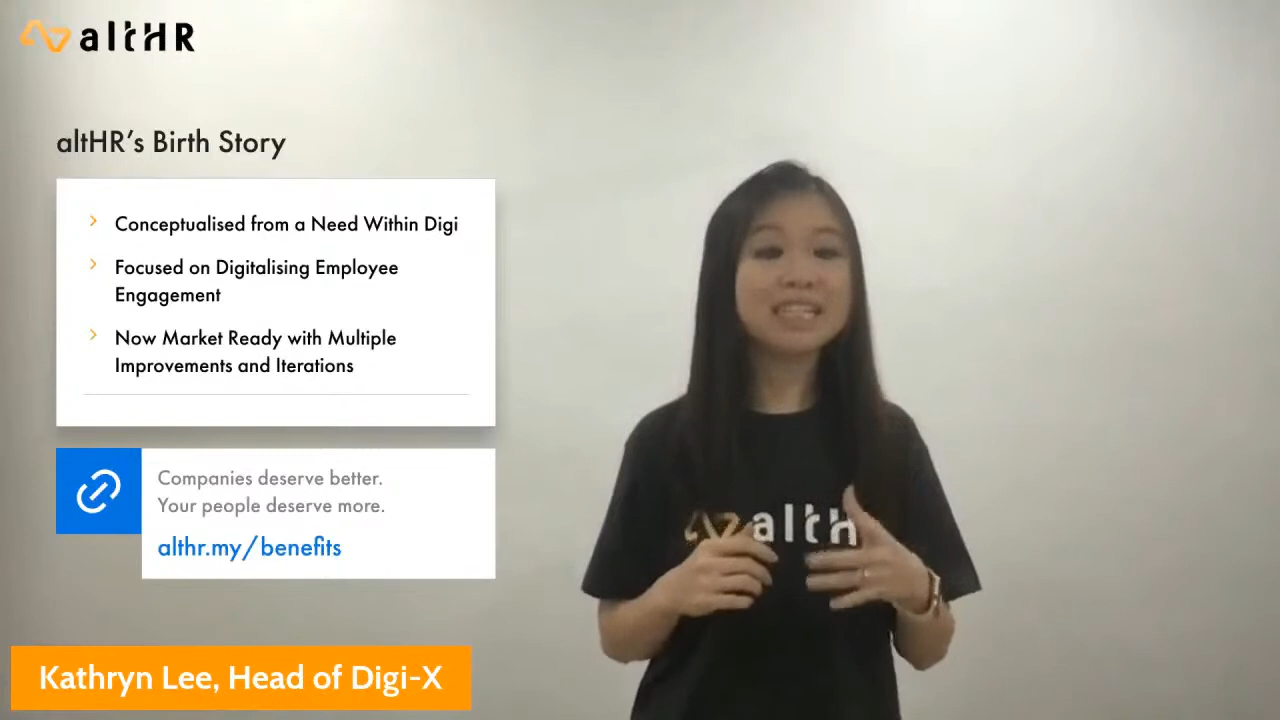 altHR
altHR's Birth Story
Conceptualised from a Need Within Digi
Focused on Digitalising Employee
Engagement
Now Market Ready with Multiple
Improvements and Iterations
Companies deserve better.
Your people deserve more.
althr.my/benefits
altH
Kathryn Lee, Head of Digi-X